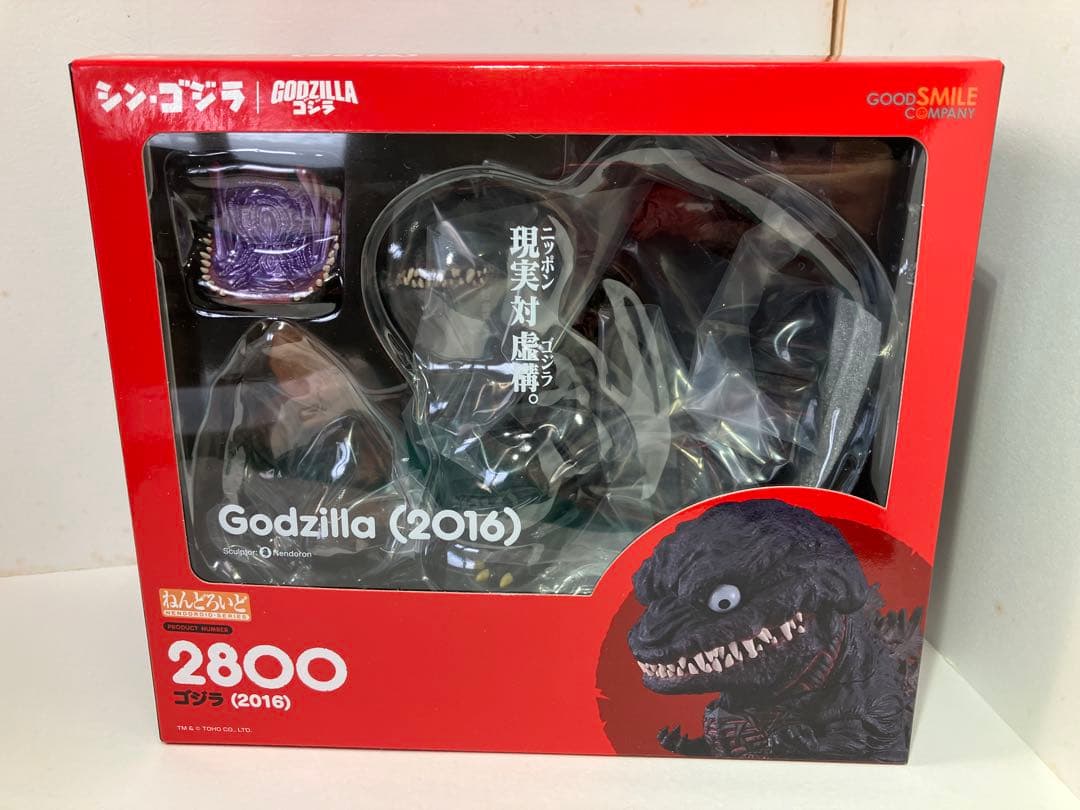 シン・ゴジラ
GODZILLA
ゴジラ
GOODSMILE
COMPANY
ニッポン
現実対
ゴジラ
虚構。
Godzilla (2016)
Sculptor: Nendoron
ねんどろいど
NENDOROID SERIES
PRODUCT NUMBER
2800
ゴジラ (2016)
TM & © TOHO CO., LTD.